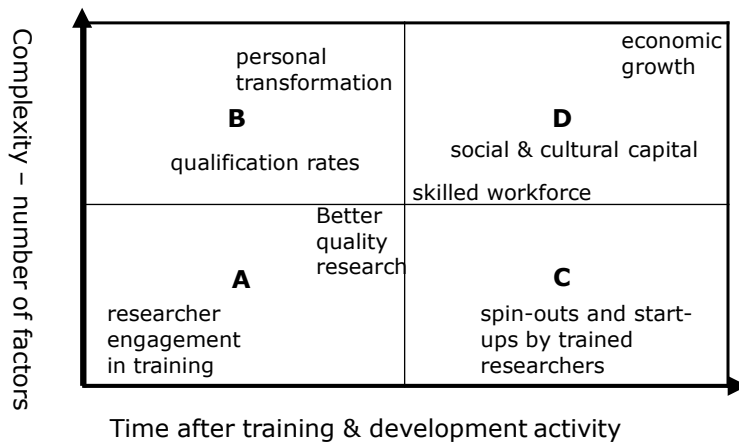 Complexity – number of factors
personal
transformation
B
qualification rates
economic
growth
D
social & cultural capital
skilled workforce
Better
quality
research
A
researcher
engagement
in training
C
spin-outs and start-
ups by trained
researchers
Time after training & development activity